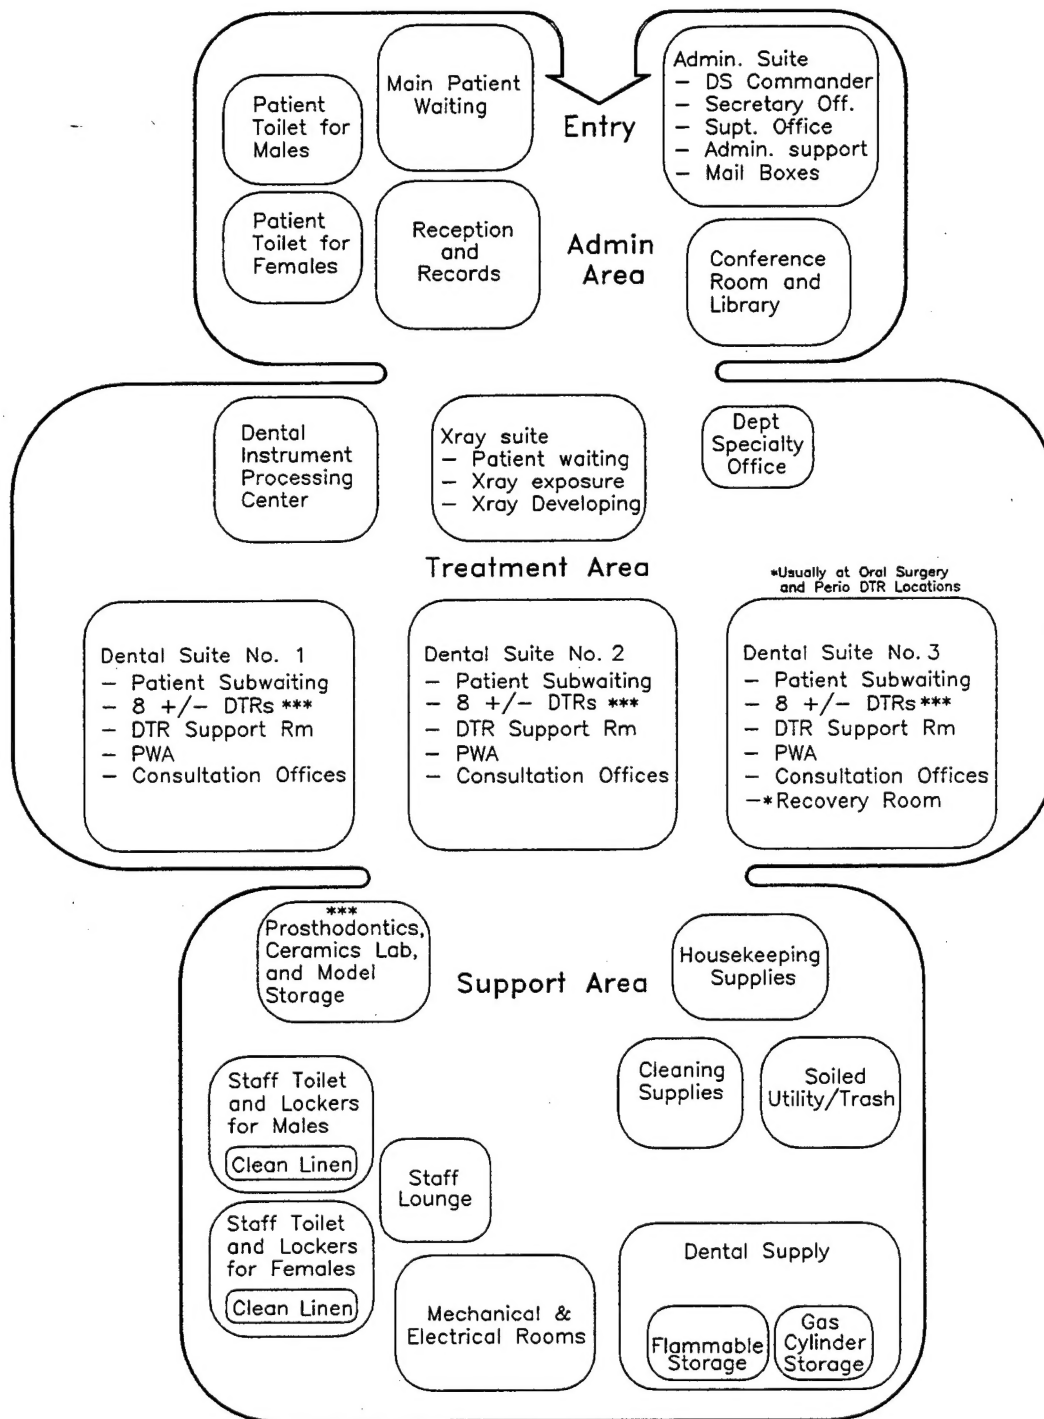 Patient
Toilet for
Males
Main Patient
Waiting
Entry
Admin. Suite
– DS Commander
– Secretary Off.
– Supt. Office
– Admin. support
– Mail Boxes
Patient
Toilet for
Females
Reception
and
Records
Admin
Area
Conference
Room and
Library
Dental
Instrument
Processing
Center
Xray suite
– Patient waiting
– Xray exposure
– Xray Developing
Dept
Specialty
Office
Treatment Area
*Usually at Oral Surgery
and Perio DTR Locations
Dental Suite No. 1
– Patient Subwaiting
– 8 +/– DTRs ***
– DTR Support Rm
– PWA
– Consultation Offices
Dental Suite No. 2
– Patient Subwaiting
– 8 +/– DTRs ***
– DTR Support Rm
– PWA
– Consultation Offices
Dental Suite No. 3
– Patient Subwaiting
– 8 +/– DTRs ***
– DTR Support Rm
– PWA
– Consultation Offices
–*Recovery Room
***
Prosthodontics,
Ceramics Lab,
and Model
Storage
Support Area
Housekeeping
Supplies
Staff Toilet
and Lockers
for Males
Clean Linen
Cleaning
Supplies
Soiled
Utility/Trash
Staff
Lounge
Staff Toilet
and Lockers
for Females
Clean Linen
Mechanical &
Electrical Rooms
Dental Supply
Flammable
Storage
Gas
Cylinder
Storage